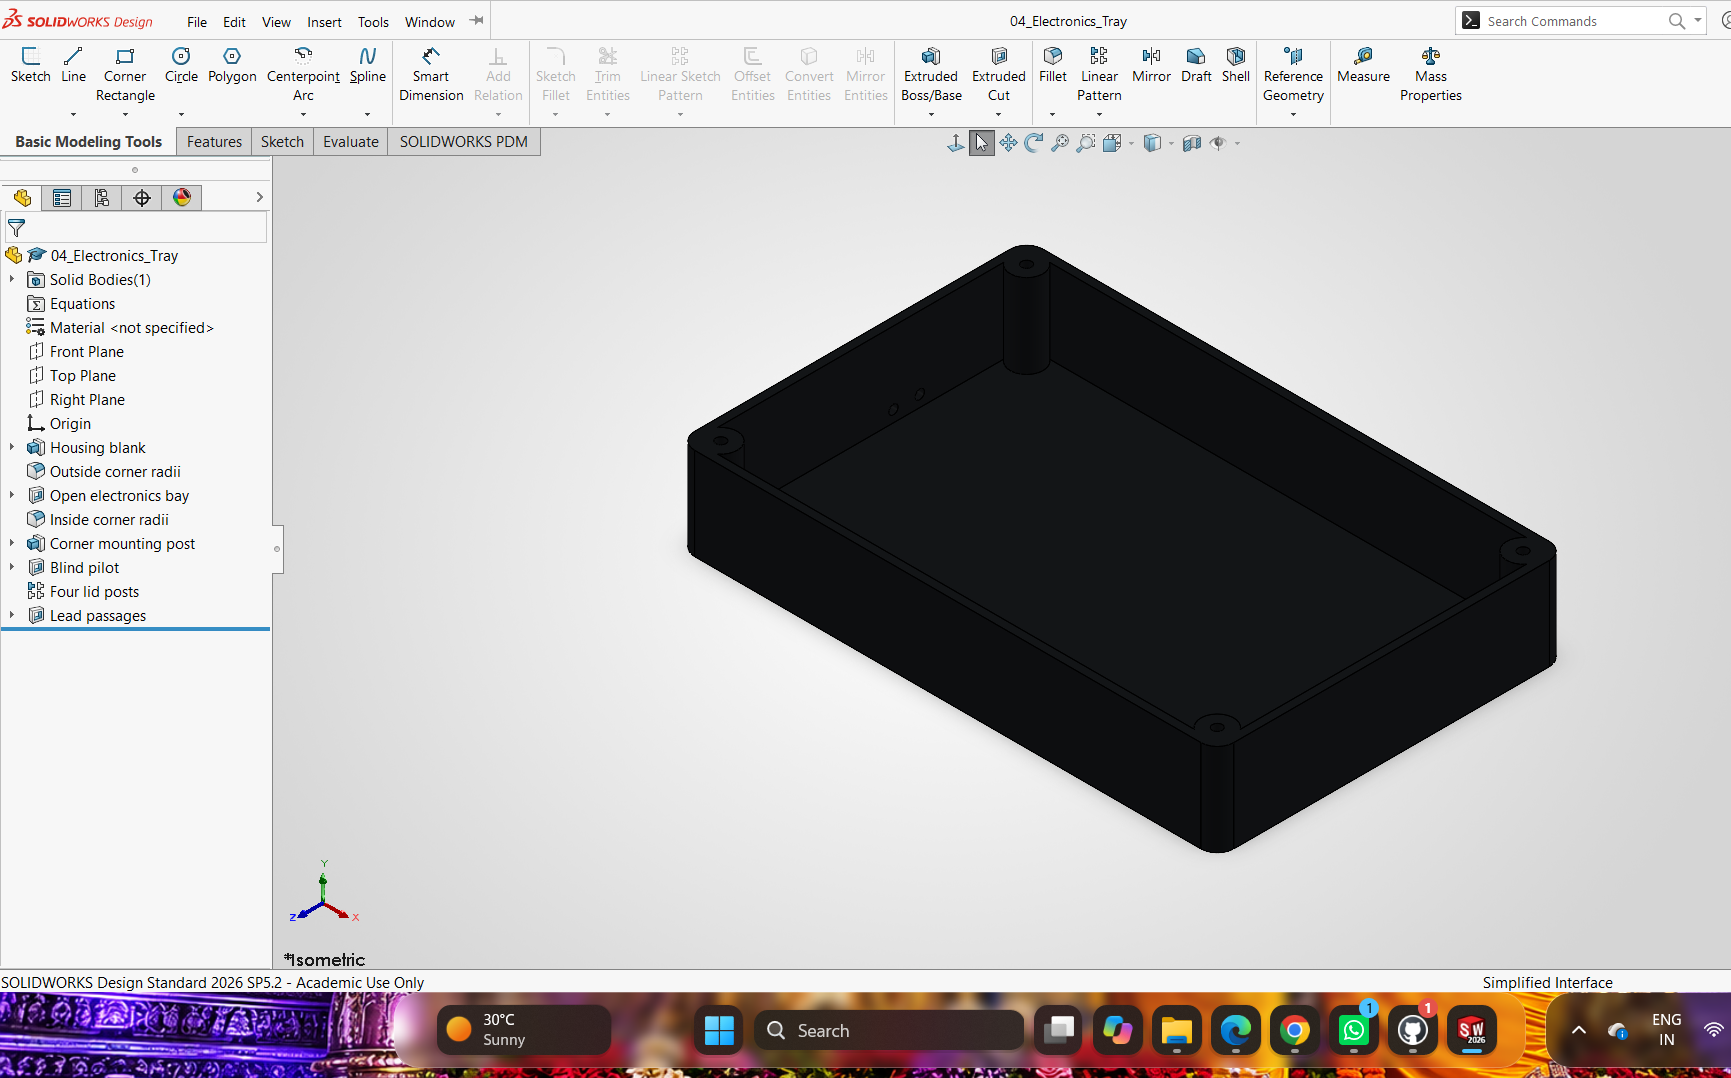 SOLIDWORKS Design
File Edit View Insert Tools Window
04_Electronics_Tray
Search Commands
Sketch
Line
Corner Rectangle
Circle
Polygon
Centerpoint Arc
Spline
Smart Dimension
Add Relation
Sketch Fillet
Trim Entities
Linear Sketch Pattern
Offset Entities
Convert Entities
Mirror Entities
Extruded Boss/Base
Extruded Cut
Fillet
Linear Pattern
Mirror
Draft
Shell
Reference Geometry
Measure
Mass Properties
Basic Modeling Tools
Features
Sketch
Evaluate
SOLIDWORKS PDM
04_Electronics_Tray
Solid Bodies(1)
Equations
Material <not specified>
Front Plane
Top Plane
Right Plane
Origin
Housing blank
Outside corner radii
Open electronics bay
Inside corner radii
Corner mounting post
Blind pilot
Four lid posts
Lead passages
Y
Z
X
*Isometric
SOLIDWORKS Design Standard 2026 SP5.2 - Academic Use Only
Simplified Interface
30°C
Sunny
Search
1
1
SW
2026
ENG
IN